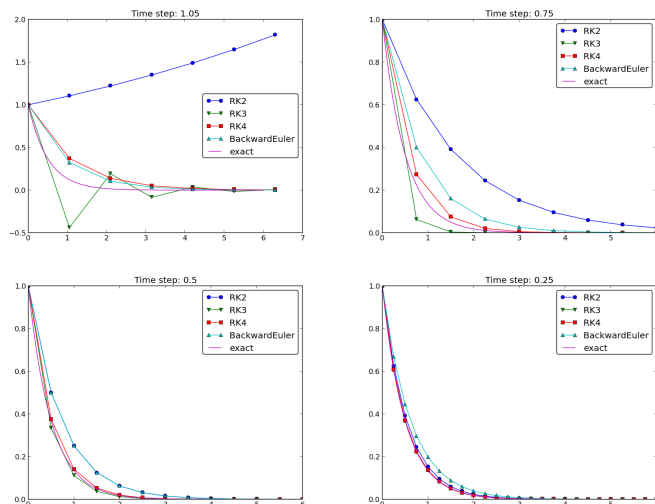 Time step: 1.05
2.0
1.5
1.0
0.5
0.0
−0.5
0 1 2 3 4 5 6 7
RK2
RK3
RK4
BackwardEuler
exact
Time step: 0.75
1.0
0.8
0.6
0.4
0.2
0.0
0 1 2 3 4 5
RK2
RK3
RK4
BackwardEuler
exact
Time step: 0.5
1.0
0.8
0.6
0.4
0.2
0.0
0 1 2 3 4 5 6
RK2
RK3
RK4
BackwardEuler
exact
Time step: 0.25
1.0
0.8
0.6
0.4
0.2
0.0
0 1 2 3 4 5
RK2
RK3
RK4
BackwardEuler
exact